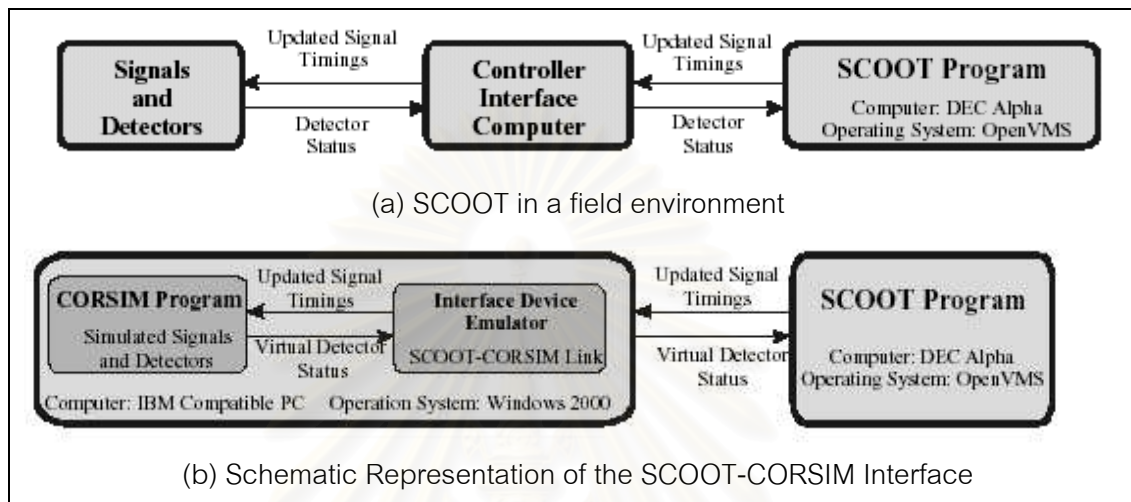 Signals
and
Detectors
Updated Signal
Timings
Detector
Status
Controller
Interface
Computer
Updated Signal
Timings
Detector
Status
SCOOT Program
Computer: DEC Alpha
Operating System: OpenVMS
(a) SCOOT in a field environment
CORSIM Program
Simulated Signals
and Detectors
Updated Signal
Timings
Virtual Detector
Status
Interface Device
Emulator
SCOOT-CORSIM Link
Computer: IBM Compatible PC Operation System: Windows 2000
Updated Signal
Timings
Virtual Detector
Status
SCOOT Program
Computer: DEC Alpha
Operating System: OpenVMS
(b) Schematic Representation of the SCOOT-CORSIM Interface